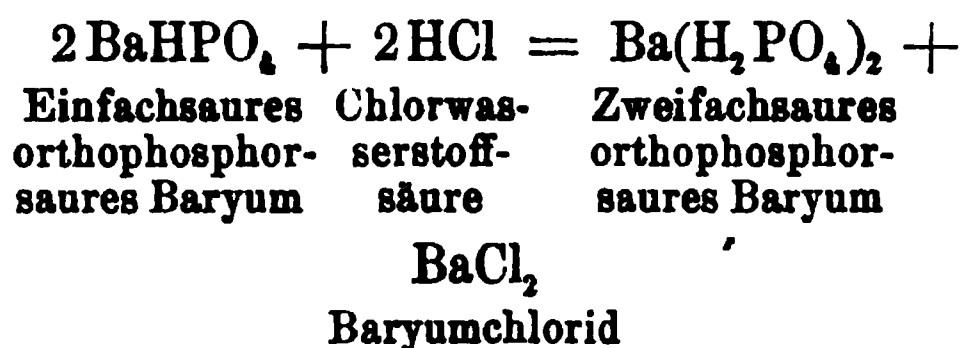 2 BaHPO₄ + 2 HCl = Ba(H₂PO₄)₂ +
Einfachsaures Chlorwas- Zweifachsaures
orthophosphor- serstoff- orthophosphor-
saures Baryum säure saures Baryum
BaCl₂
Baryumchlorid